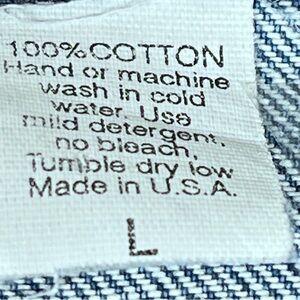 100%COTTON
Hand or machine
wash in cold
water. Use
mild detergent.
no bleach,
Tumble dry low
Made in U.S.A.
L